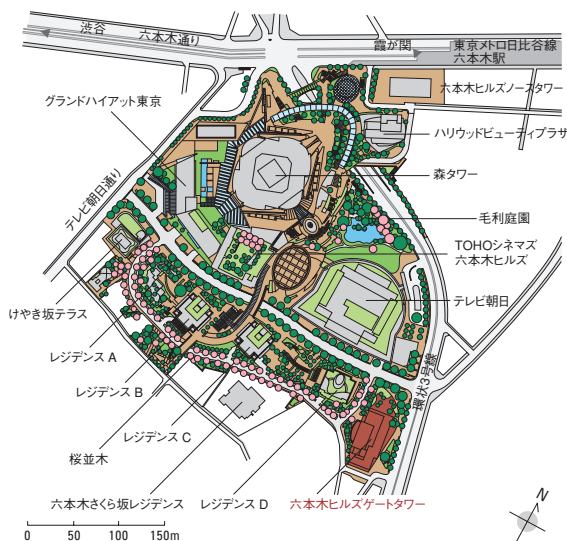 渋谷
六本木通り
霞が関
東京メトロ日比谷線
六本木駅
グランドハイアット東京
六本木ヒルズノースタワー
ハリウッドビューティプラザ
森タワー
テレビ朝日通り
毛利庭園
TOHOシネマズ
六本木ヒルズ
テレビ朝日
けやき坂テラス
レジデンス A
レジデンス B
環状3号線
レジデンス C
桜並木
六本木さくら坂レジデンス
レジデンス D
六本木ヒルズゲートタワー
N
0 50 100 150m